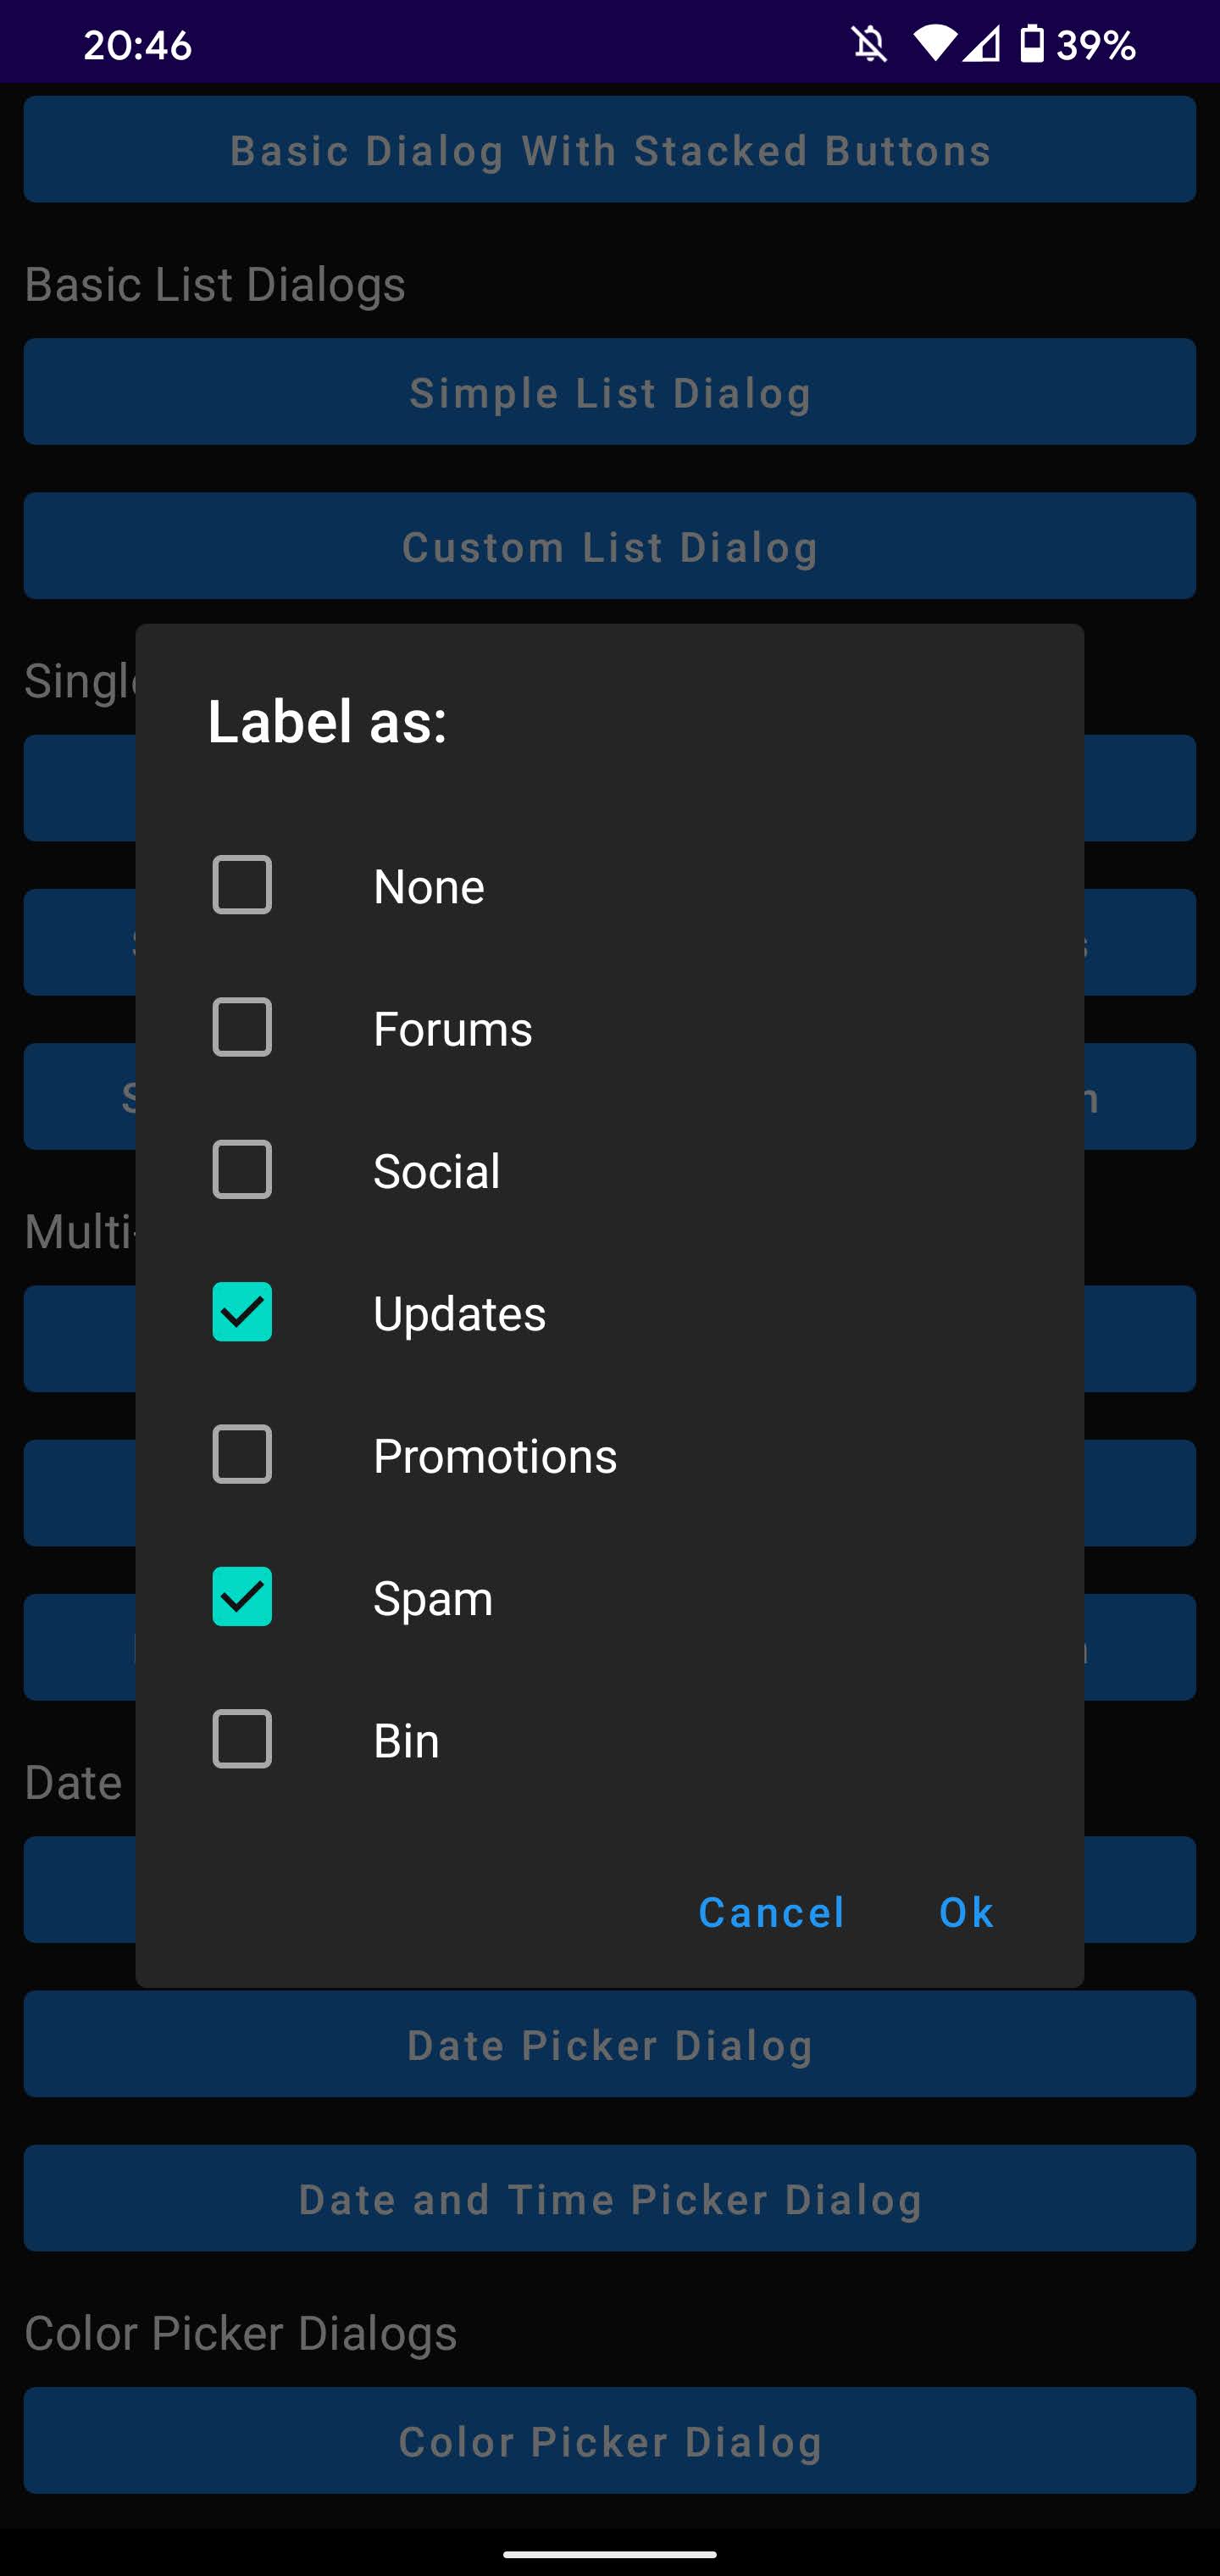 20:46 39%
Basic Dialog With Stacked Buttons
Basic List Dialogs
Simple List Dialog
Custom List Dialog
Label as:
None
Forums
Social
Updates
Promotions
Spam
Bin
Cancel Ok
Date
Date Picker Dialog
Date and Time Picker Dialog
Color Picker Dialogs
Color Picker Dialog